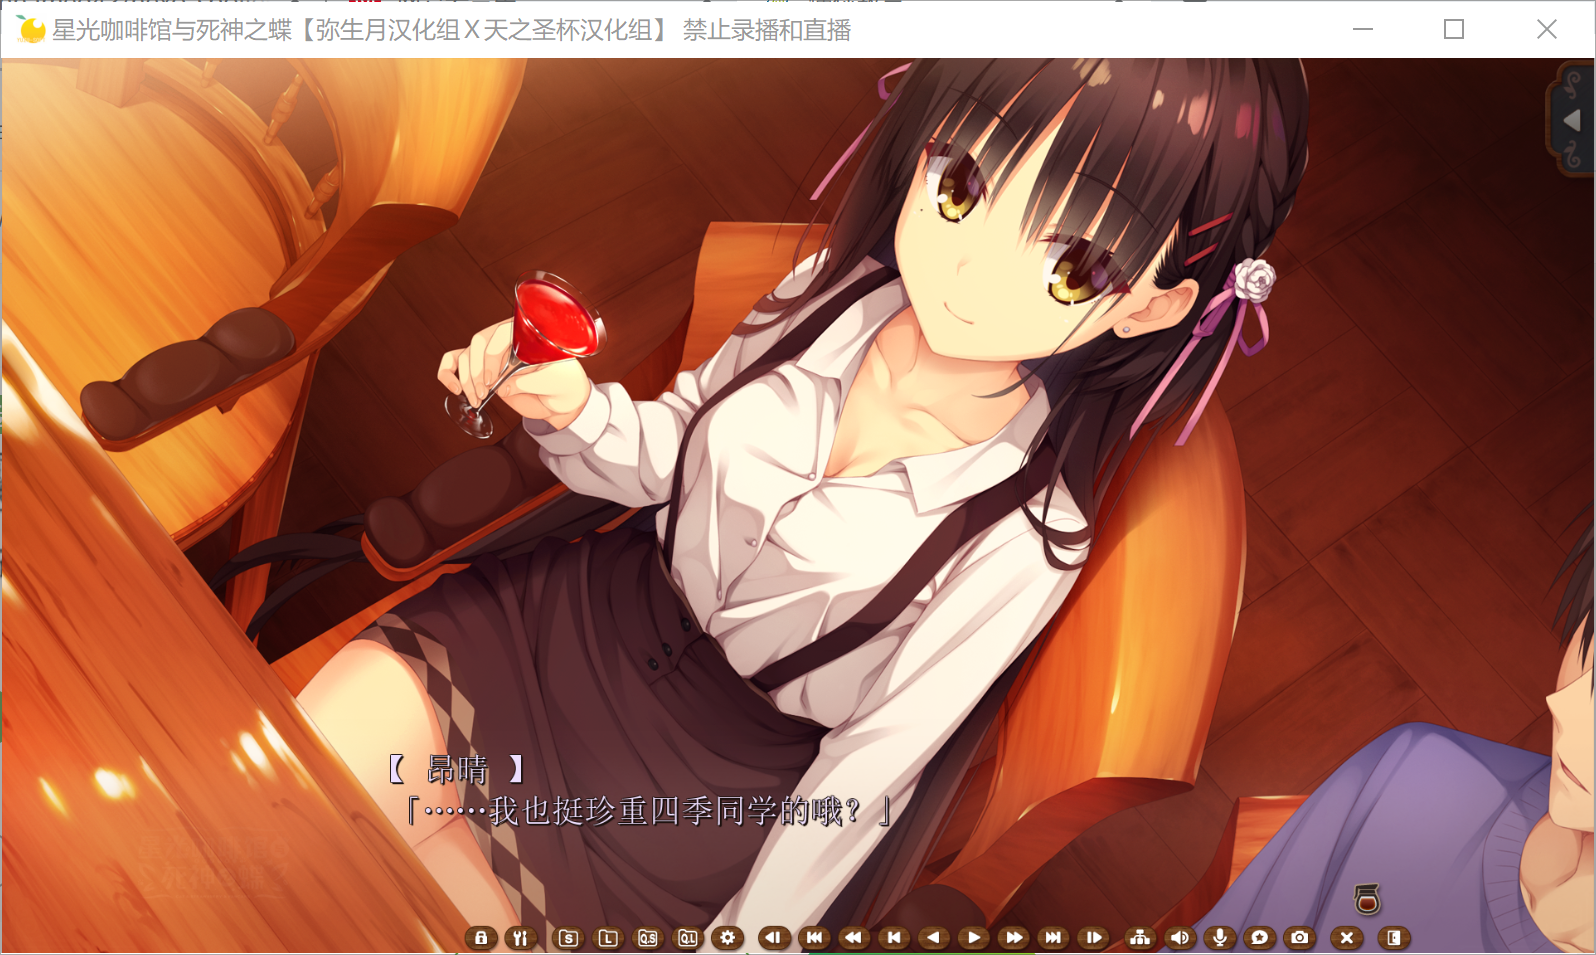 星光咖啡馆与死神之蝶【弥生月汉化组X天之圣杯汉化组】 禁止录播和直播
【 昂晴 】
「……我也挺珍重四季同学的哦？」
S
L
Q.S
Q.L